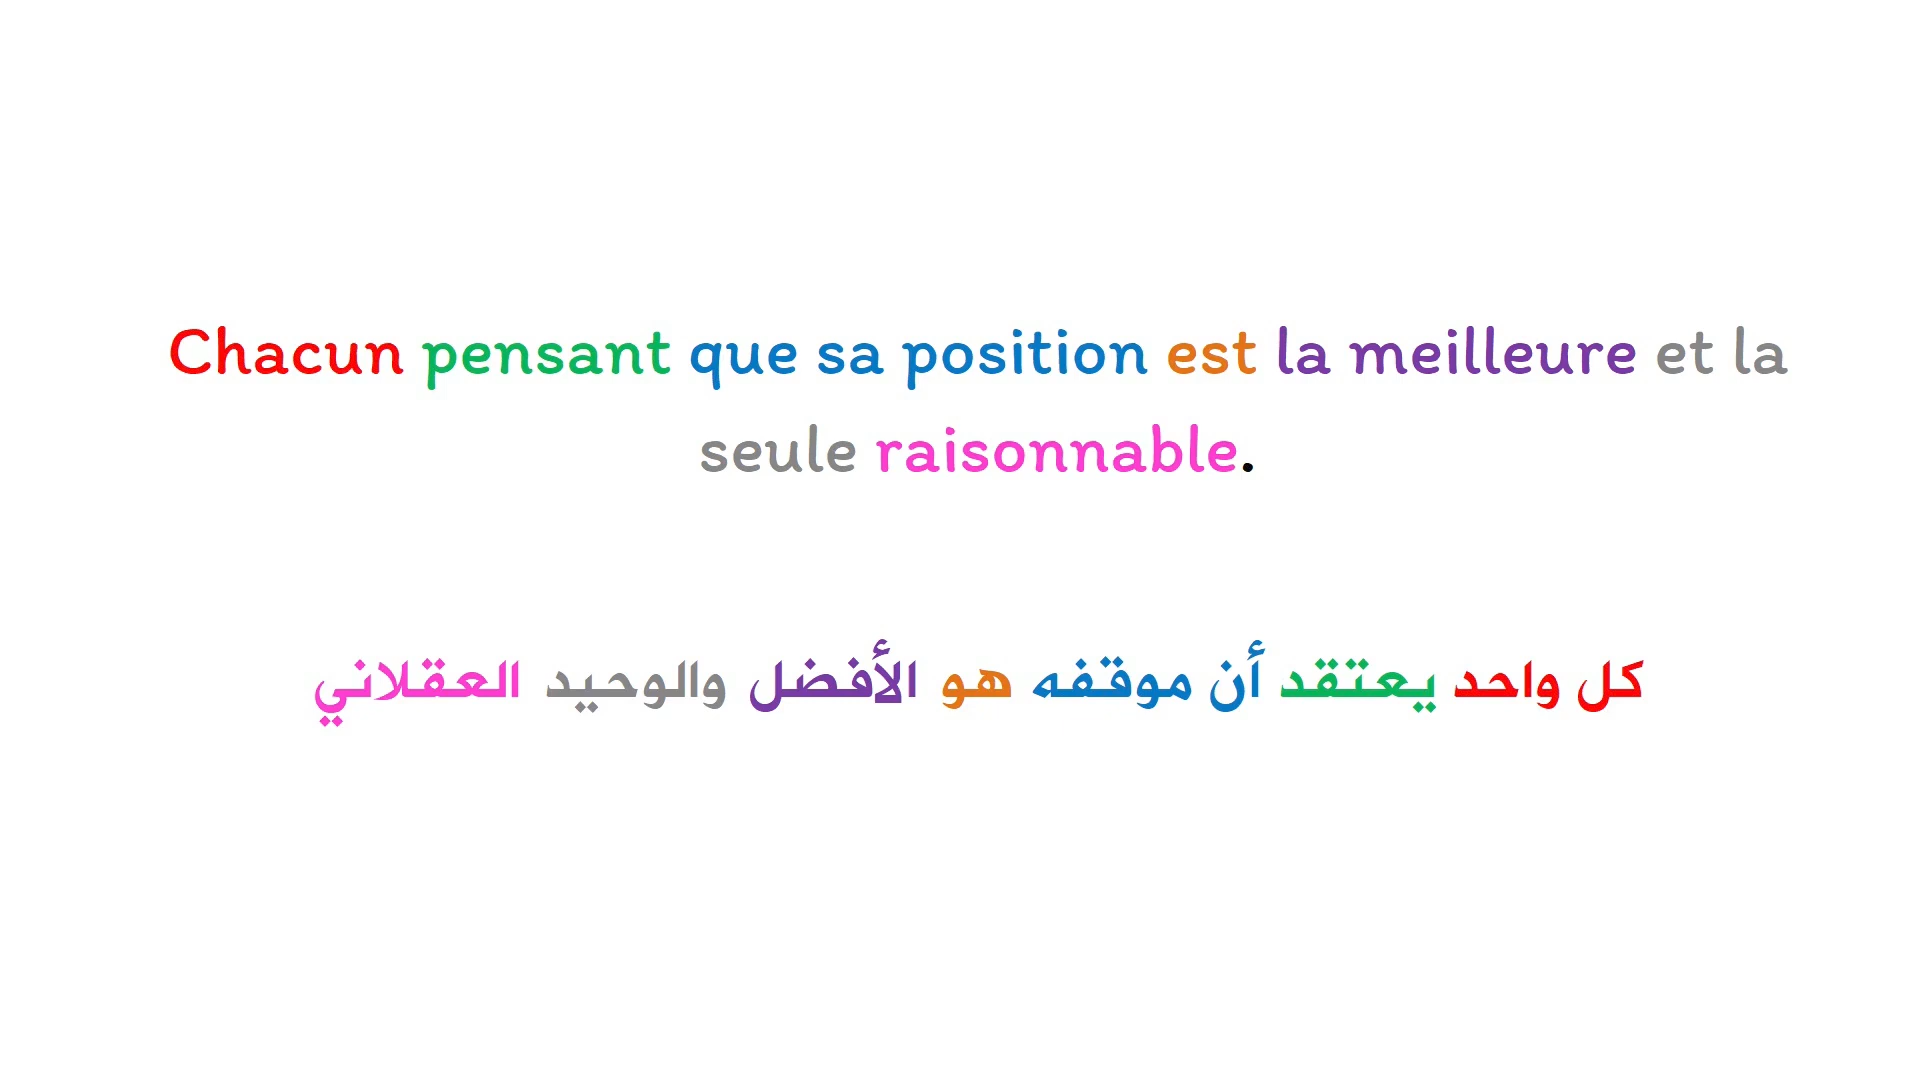 Chacun pensant que sa position est la meilleure et la
seule raisonnable.
كل واحد يعتقد أن موقفه هو الأفضل والوحيد العقلاني